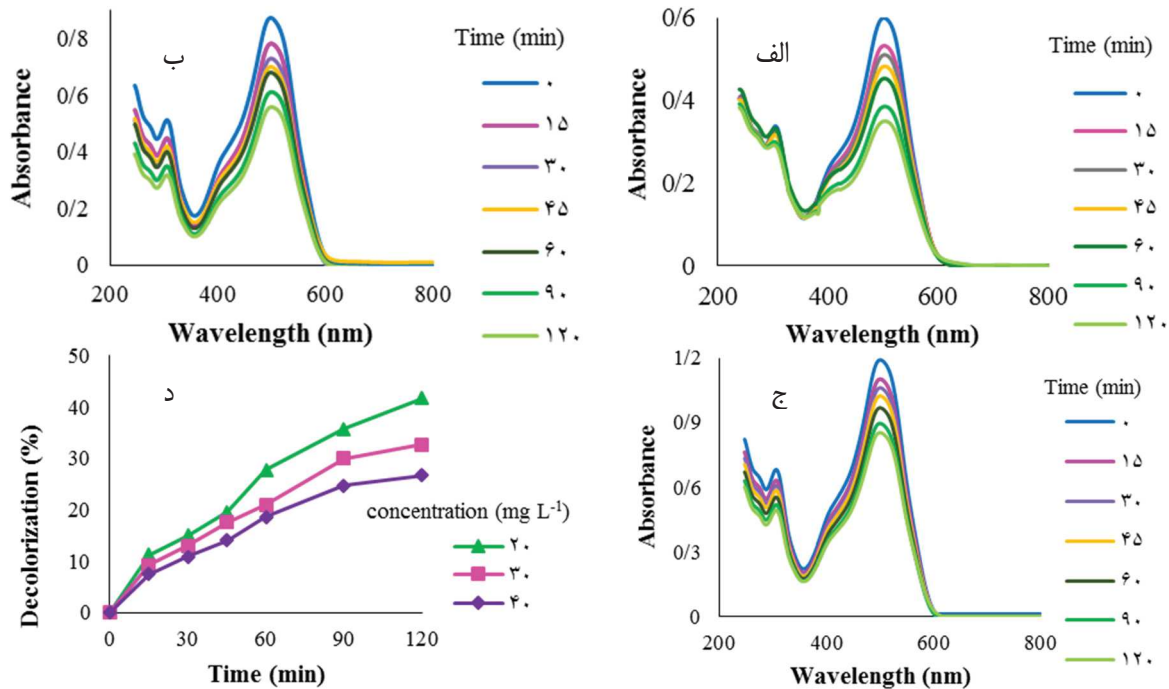 ب
Absorbance
0/8
0/6
0/4
0/2
0
200 400 600 800
Wavelength (nm)
Time (min)
۰
۱۵
۳۰
۴۵
۶۰
۹۰
۱۲۰
الف
Absorbance
0/6
0/4
0/2
0
200 400 600 800
Wavelength (nm)
Time (min)
۰
۱۵
۳۰
۴۵
۶۰
۹۰
۱۲۰
د
Decolorization (%)
50
40
30
20
10
0
0 30 60 90 120
Time (min)
concentration (mg L⁻¹)
۲۰
۳۰
۴۰
ج
Absorbance
1/2
0/9
0/6
0/3
0
200 400 600 800
Wavelength (nm)
Time (min)
۰
۱۵
۳۰
۴۵
۶۰
۹۰
۱۲۰